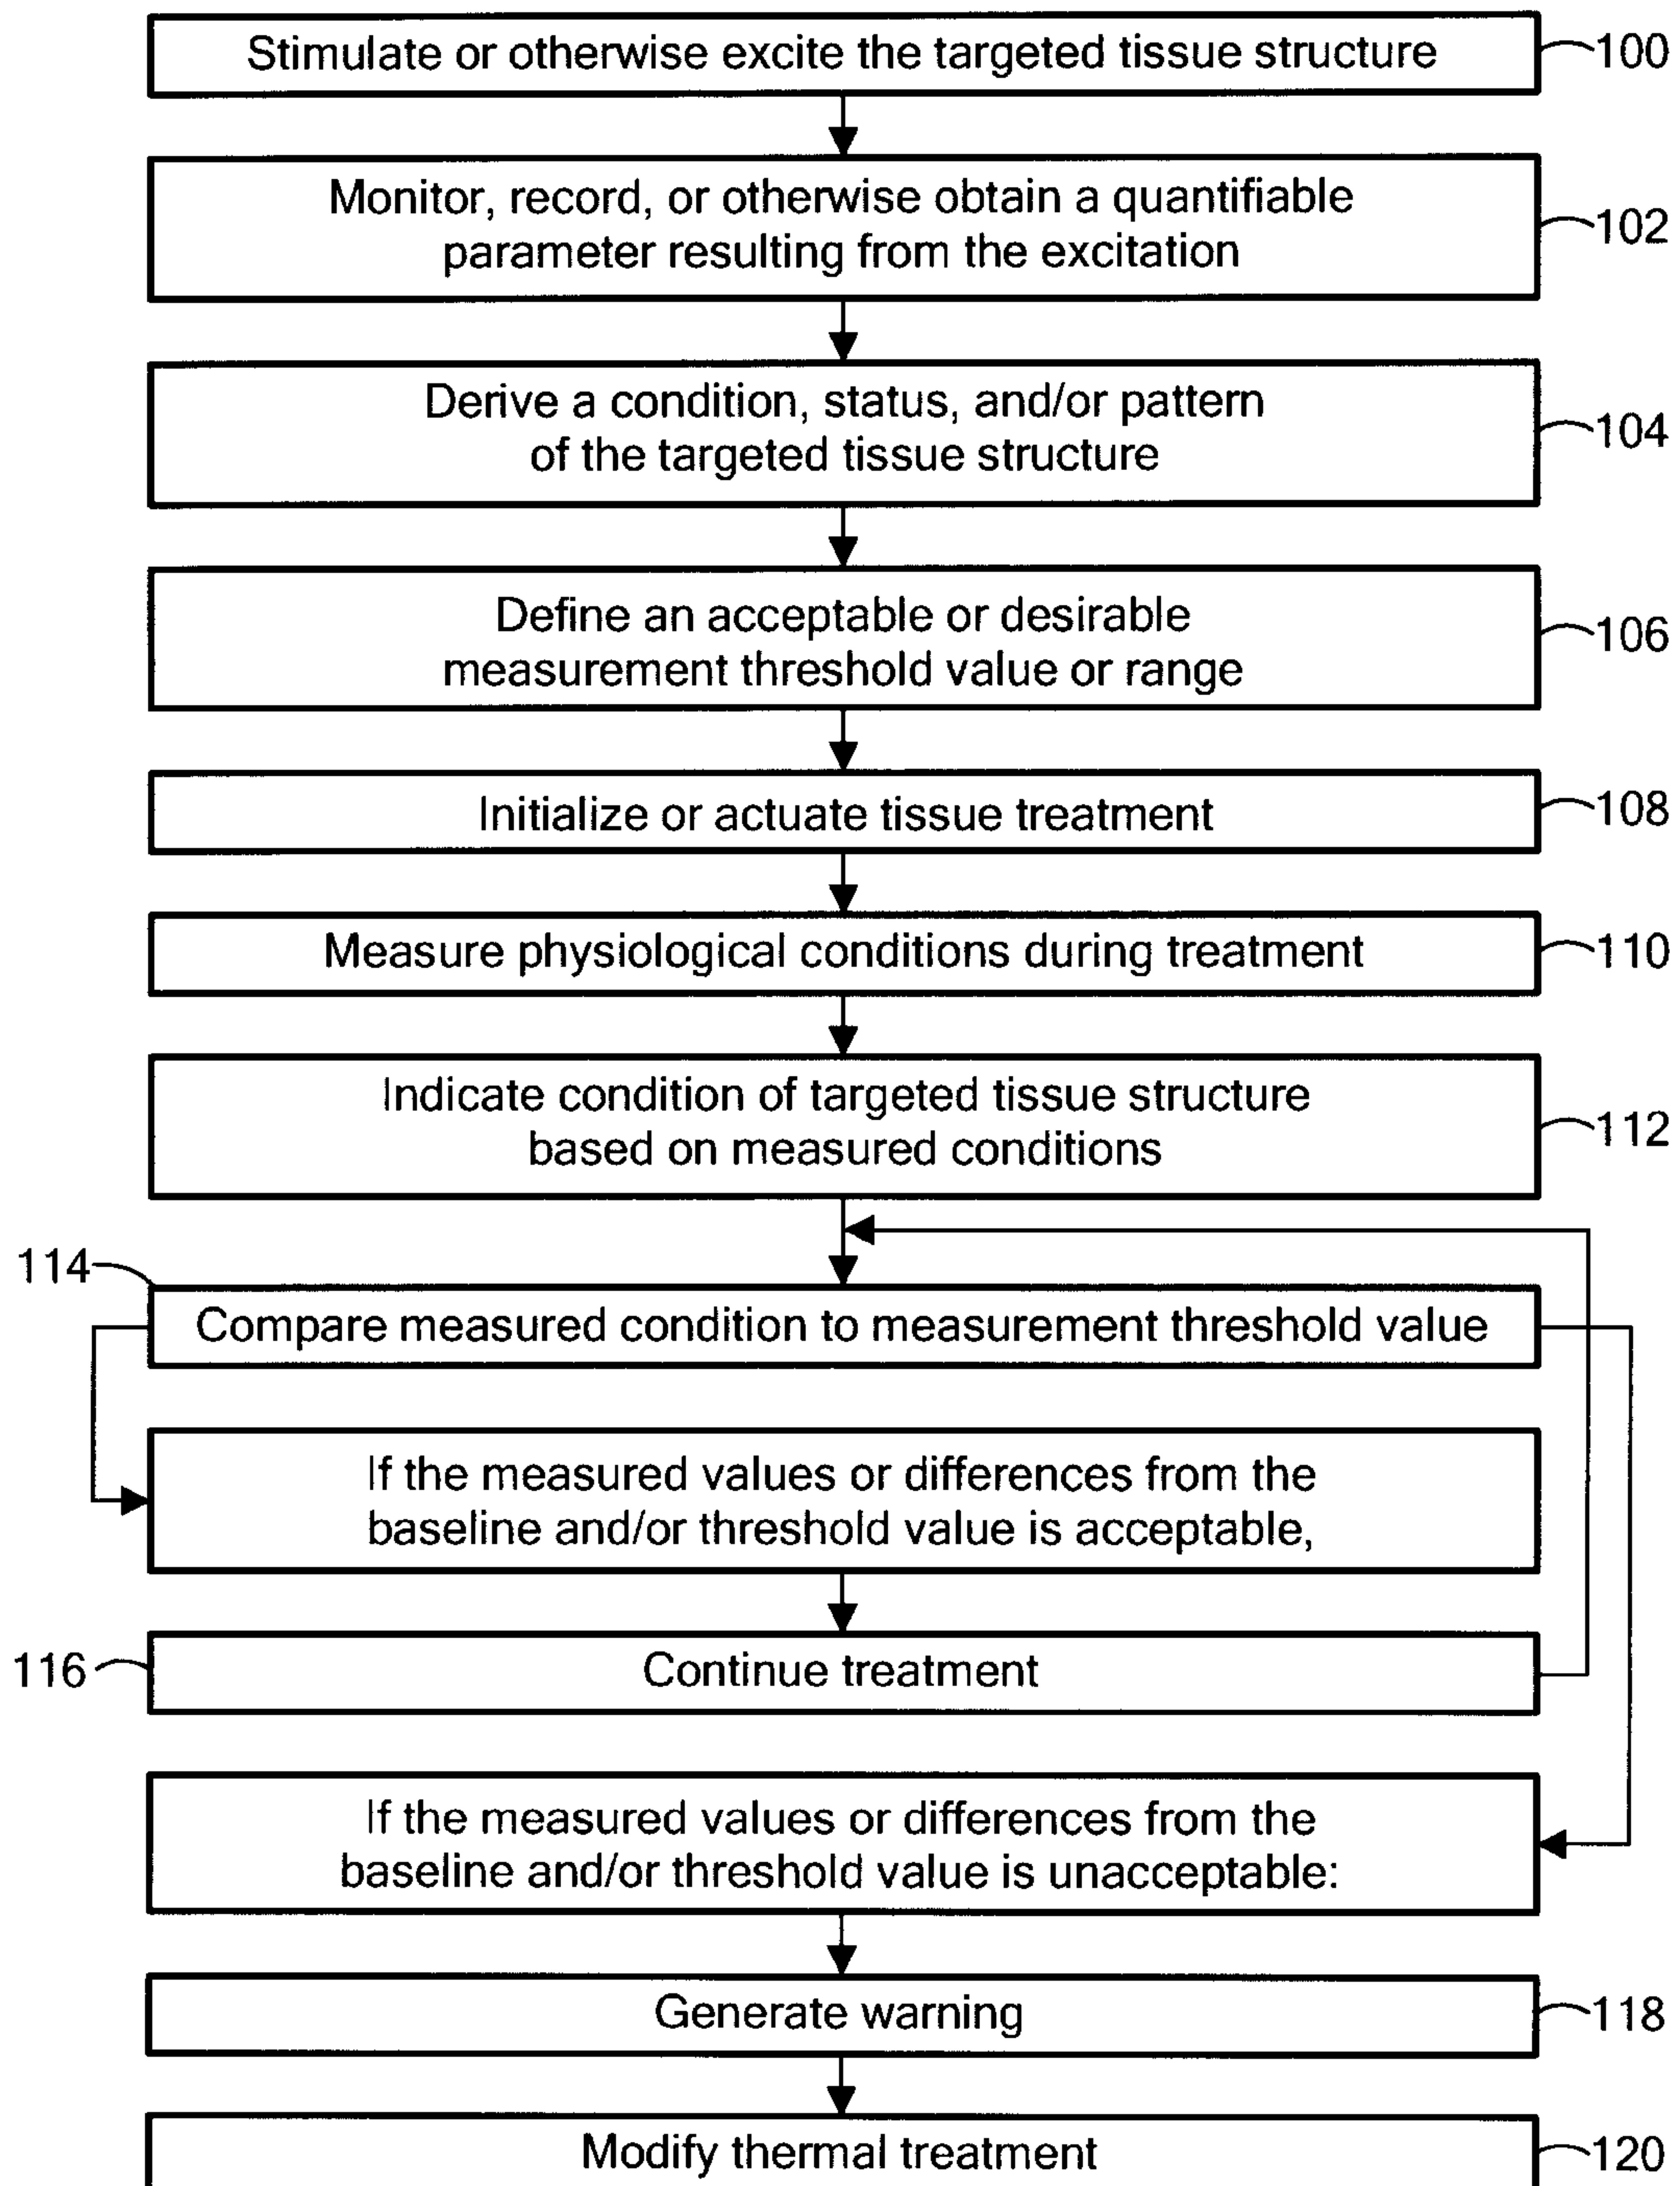 Stimulate or otherwise excite the targeted tissue structure
100
Monitor, record, or otherwise obtain a quantifiable
parameter resulting from the excitation
102
Derive a condition, status, and/or pattern
of the targeted tissue structure
104
Define an acceptable or desirable
measurement threshold value or range
106
Initialize or actuate tissue treatment
108
Measure physiological conditions during treatment
110
Indicate condition of targeted tissue structure
based on measured conditions
112
114
Compare measured condition to measurement threshold value
If the measured values or differences from the
baseline and/or threshold value is acceptable,
116
Continue treatment
If the measured values or differences from the
baseline and/or threshold value is unacceptable:
Generate warning
118
Modify thermal treatment
120